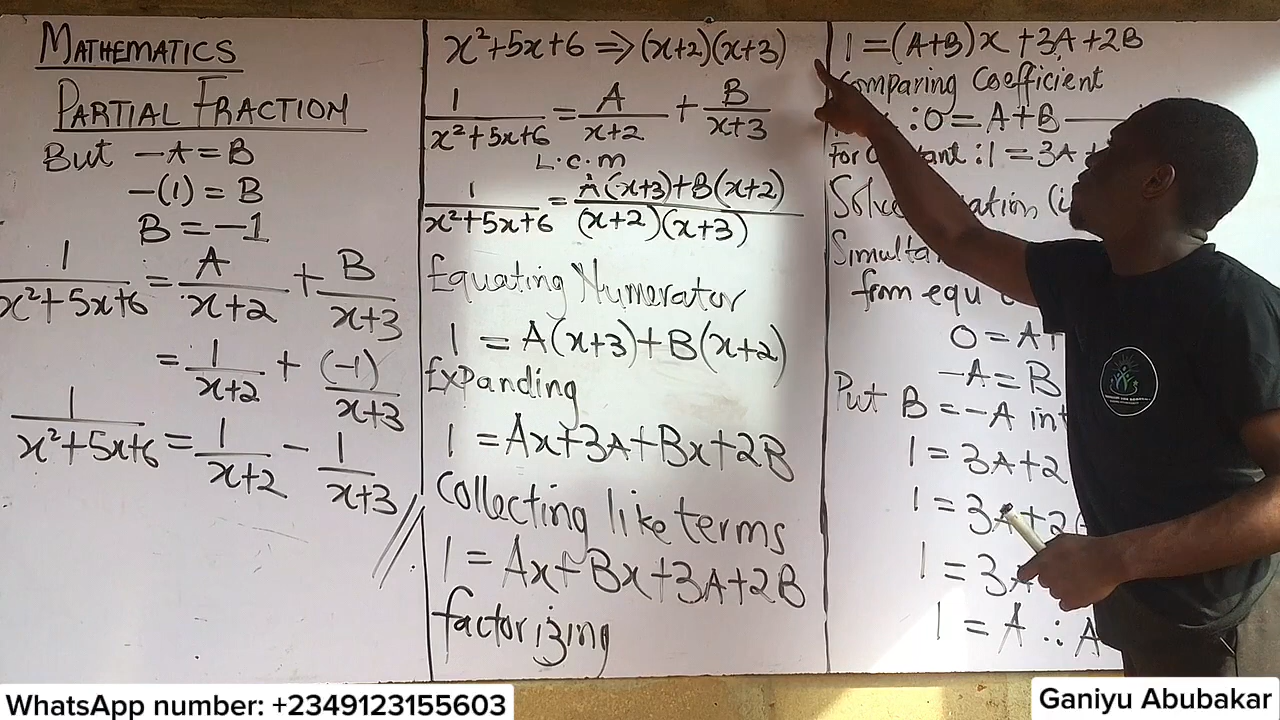 MATHEMATICS
PARTIAL FRACTION
But -A = B
-(1) = B
B = -1
1/(x²+5x+6) = A/(x+2) + B/(x+3)
= 1/(x+2) + (-1)/(x+3)
1/(x²+5x+6) = 1/(x+2) - 1/(x+3) //
x²+5x+6 => (x+2)(x+3)
1/(x²+5x+6) = A/(x+2) + B/(x+3)
L.c.m
1/(x²+5x+6) = A(x+3)+B(x+2)/(x+2)(x+3)
Equating Numerator
1 = A(x+3)+B(x+2)
Expanding
1 = Ax+3A+Bx+2B
Collecting like terms
1 = Ax+Bx+3A+2B
factorizing
1 = (A+B)x + 3A + 2B
Comparing Coefficient
: 0 = A+B
For Constant : 1 = 3A +
Solve
from equ
0 = A+
-A = B
Put B = -A
1 = 3A+2
1 = 3A+2
1 = 3A
1 = A ∴ A
WhatsApp number: +2349123155603
Ganiyu Abubakar